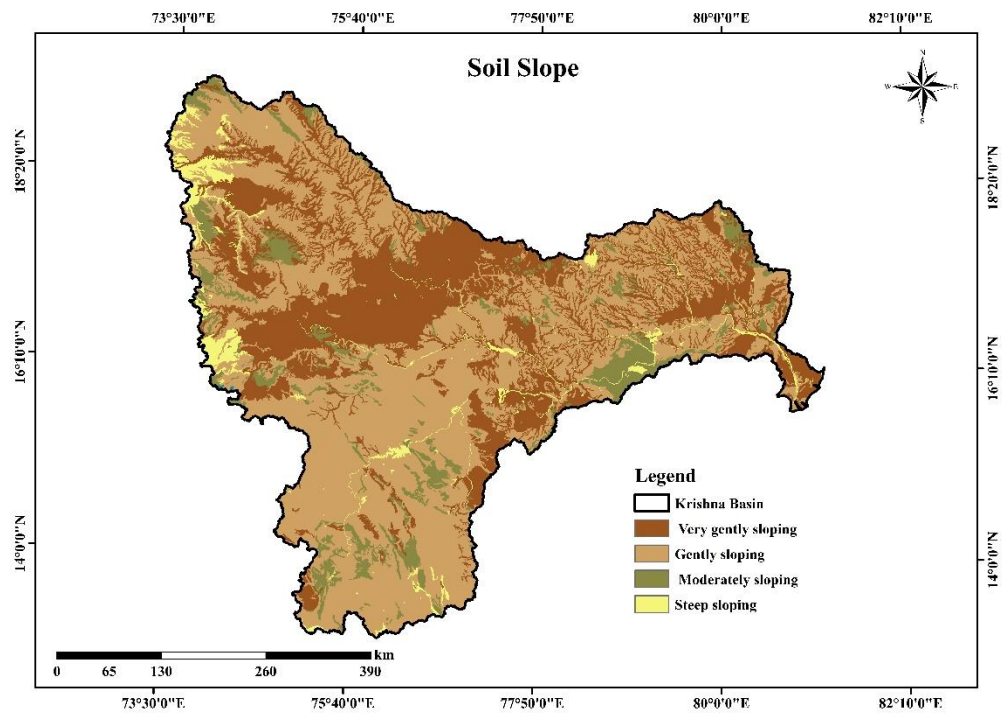 73°30'0"E 75°40'0"E 77°50'0"E 80°0'0"E 82°10'0"E
Soil Slope
N
W E
S
18°20'0"N 18°20'0"N
16°10'0"N 16°10'0"N
14°0'0"N 14°0'0"N
Legend
Krishna Basin
Very gently sloping
Gently sloping
Moderately sloping
Steep sloping
km
0 65 130 260 390
73°30'0"E 75°40'0"E 77°50'0"E 80°0'0"E 82°10'0"E